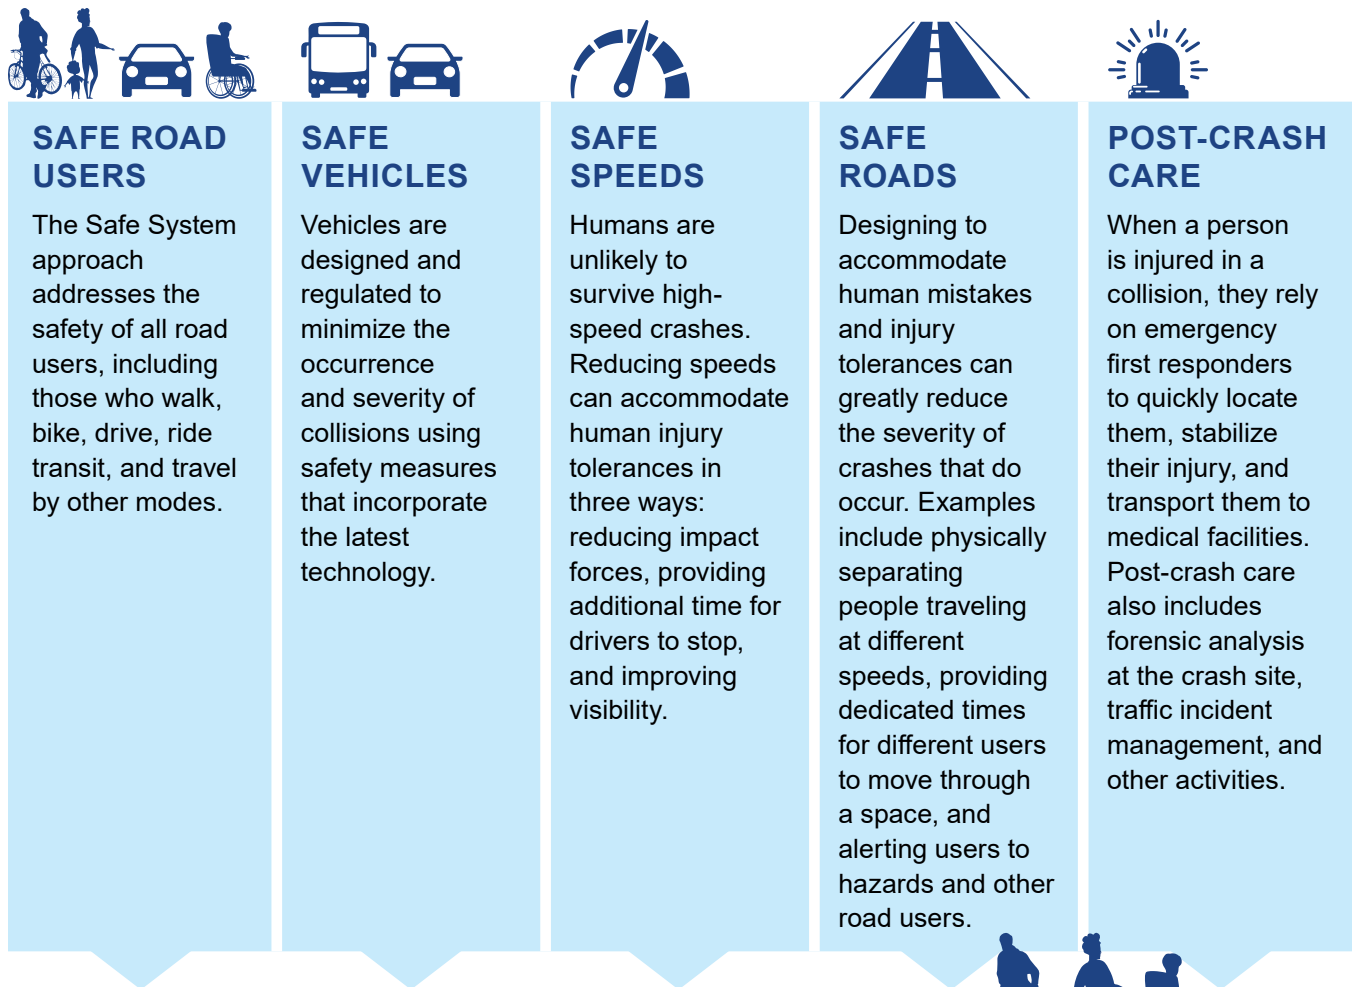 SAFE ROAD
USERS
The Safe System
approach
addresses the
safety of all road
users, including
those who walk,
bike, drive, ride
transit, and travel
by other modes.
SAFE
VEHICLES
Vehicles are
designed and
regulated to
minimize the
occurrence
and severity of
collisions using
safety measures
that incorporate
the latest
technology.
SAFE
SPEEDS
Humans are
unlikely to
survive high-
speed crashes.
Reducing speeds
can accommodate
human injury
tolerances in
three ways:
reducing impact
forces, providing
additional time for
drivers to stop,
and improving
visibility.
SAFE
ROADS
Designing to
accommodate
human mistakes
and injury
tolerances can
greatly reduce
the severity of
crashes that do
occur. Examples
include physically
separating
people traveling
at different
speeds, providing
dedicated times
for different users
to move through
a space, and
alerting users to
hazards and other
road users.
POST-CRASH
CARE
When a person
is injured in a
collision, they rely
on emergency
first responders
to quickly locate
them, stabilize
their injury, and
transport them to
medical facilities.
Post-crash care
also includes
forensic analysis
at the crash site,
traffic incident
management, and
other activities.